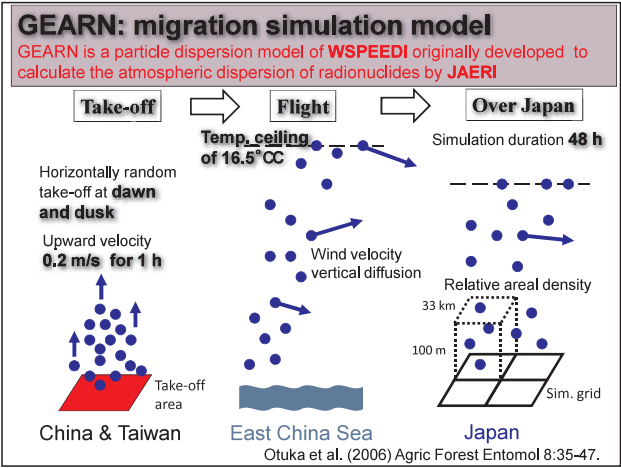 GEARN: migration simulation model
GEARN is a particle dispersion model of WSPEEDI originally developed to
calculate the atmospheric dispersion of radionuclides by JAERI
Take-off
Flight
Over Japan
Temp. ceiling
of 16.5°CC
Simulation duration 48 h
Horizontally random
take-off at dawn
and dusk
Upward velocity
0.2 m/s for 1 h
Wind velocity
vertical diffusion
Relative areal density
33 km
100 m
Take-off
area
Sim. grid
China & Taiwan
East China Sea
Japan
Otuka et al. (2006) Agric Forest Entomol 8:35-47.